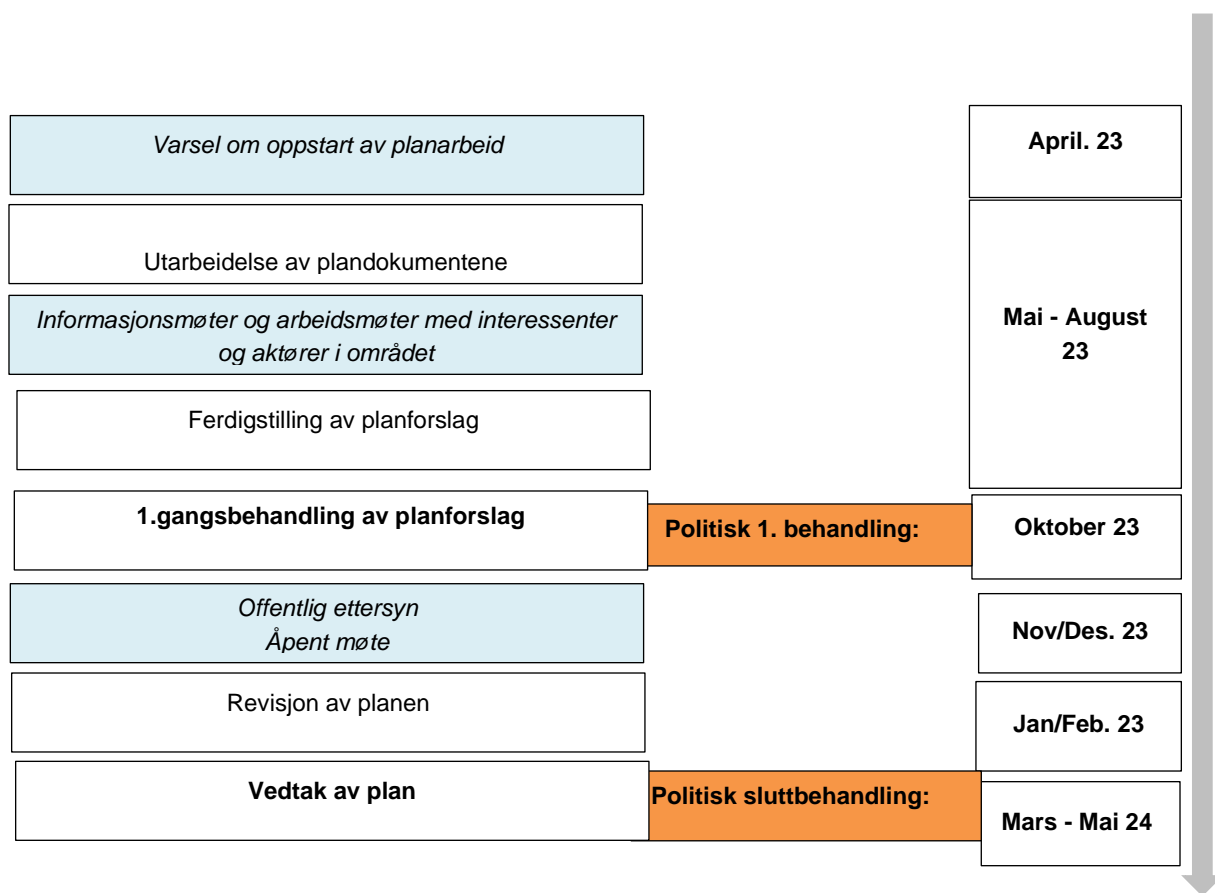 Varsel om oppstart av planarbeid
April. 23
Utarbeidelse av plandokumentene
Informasjonsmøter og arbeidsmøter med interessenter
og aktører i området
Mai - August
23
Ferdigstilling av planforslag
1.gangsbehandling av planforslag
Politisk 1. behandling:
Oktober 23
Offentlig ettersyn
Åpent møte
Nov/Des. 23
Revisjon av planen
Jan/Feb. 23
Vedtak av plan
Politisk sluttbehandling:
Mars - Mai 24